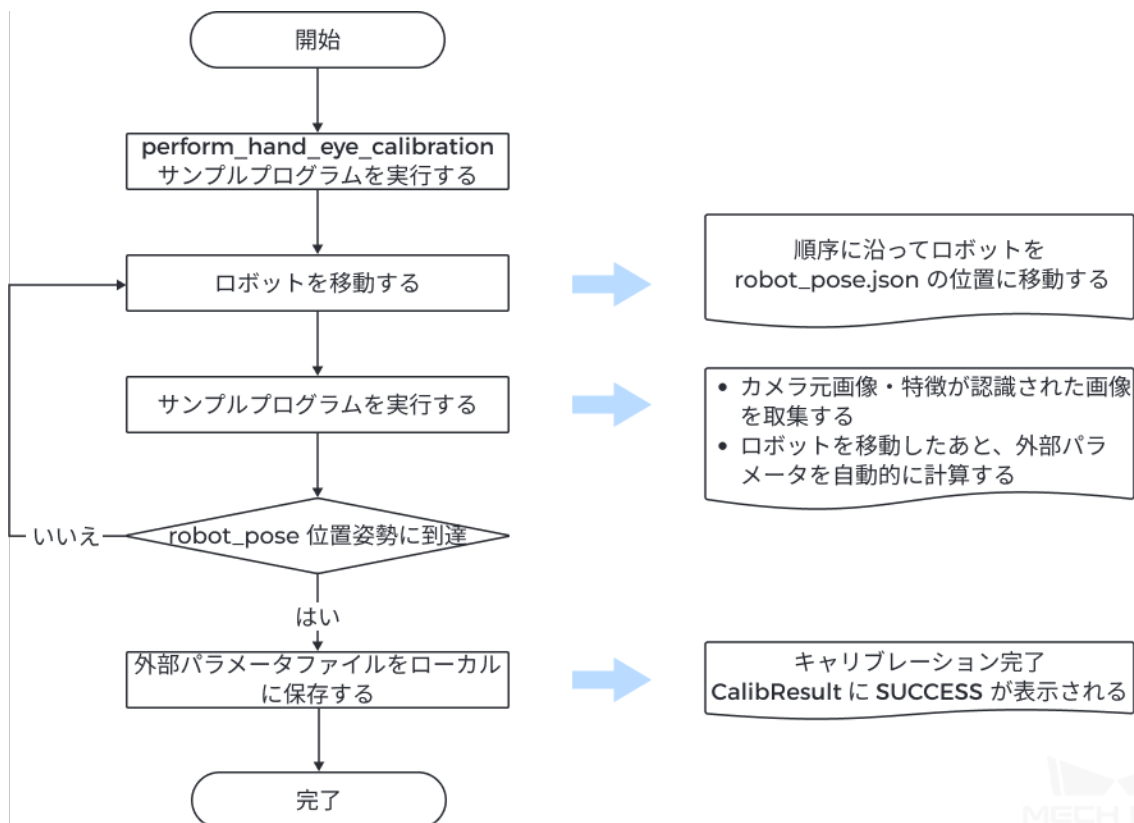 開始
perform_hand_eye_calibration
サンプルプログラムを実行する
ロボットを移動する
順序に沿ってロボットを
robot_pose.json の位置に移動する
サンプルプログラムを実行する
• カメラ元画像・特徴が認識された画像
を取集する
• ロボットを移動したあと、外部パラ
メータを自動的に計算する
いいえ
robot_pose 位置姿勢に到達
はい
外部パラメータファイルをローカル
に保存する
キャリブレーション完了
CalibResult に SUCCESS が表示される
完了
MECH